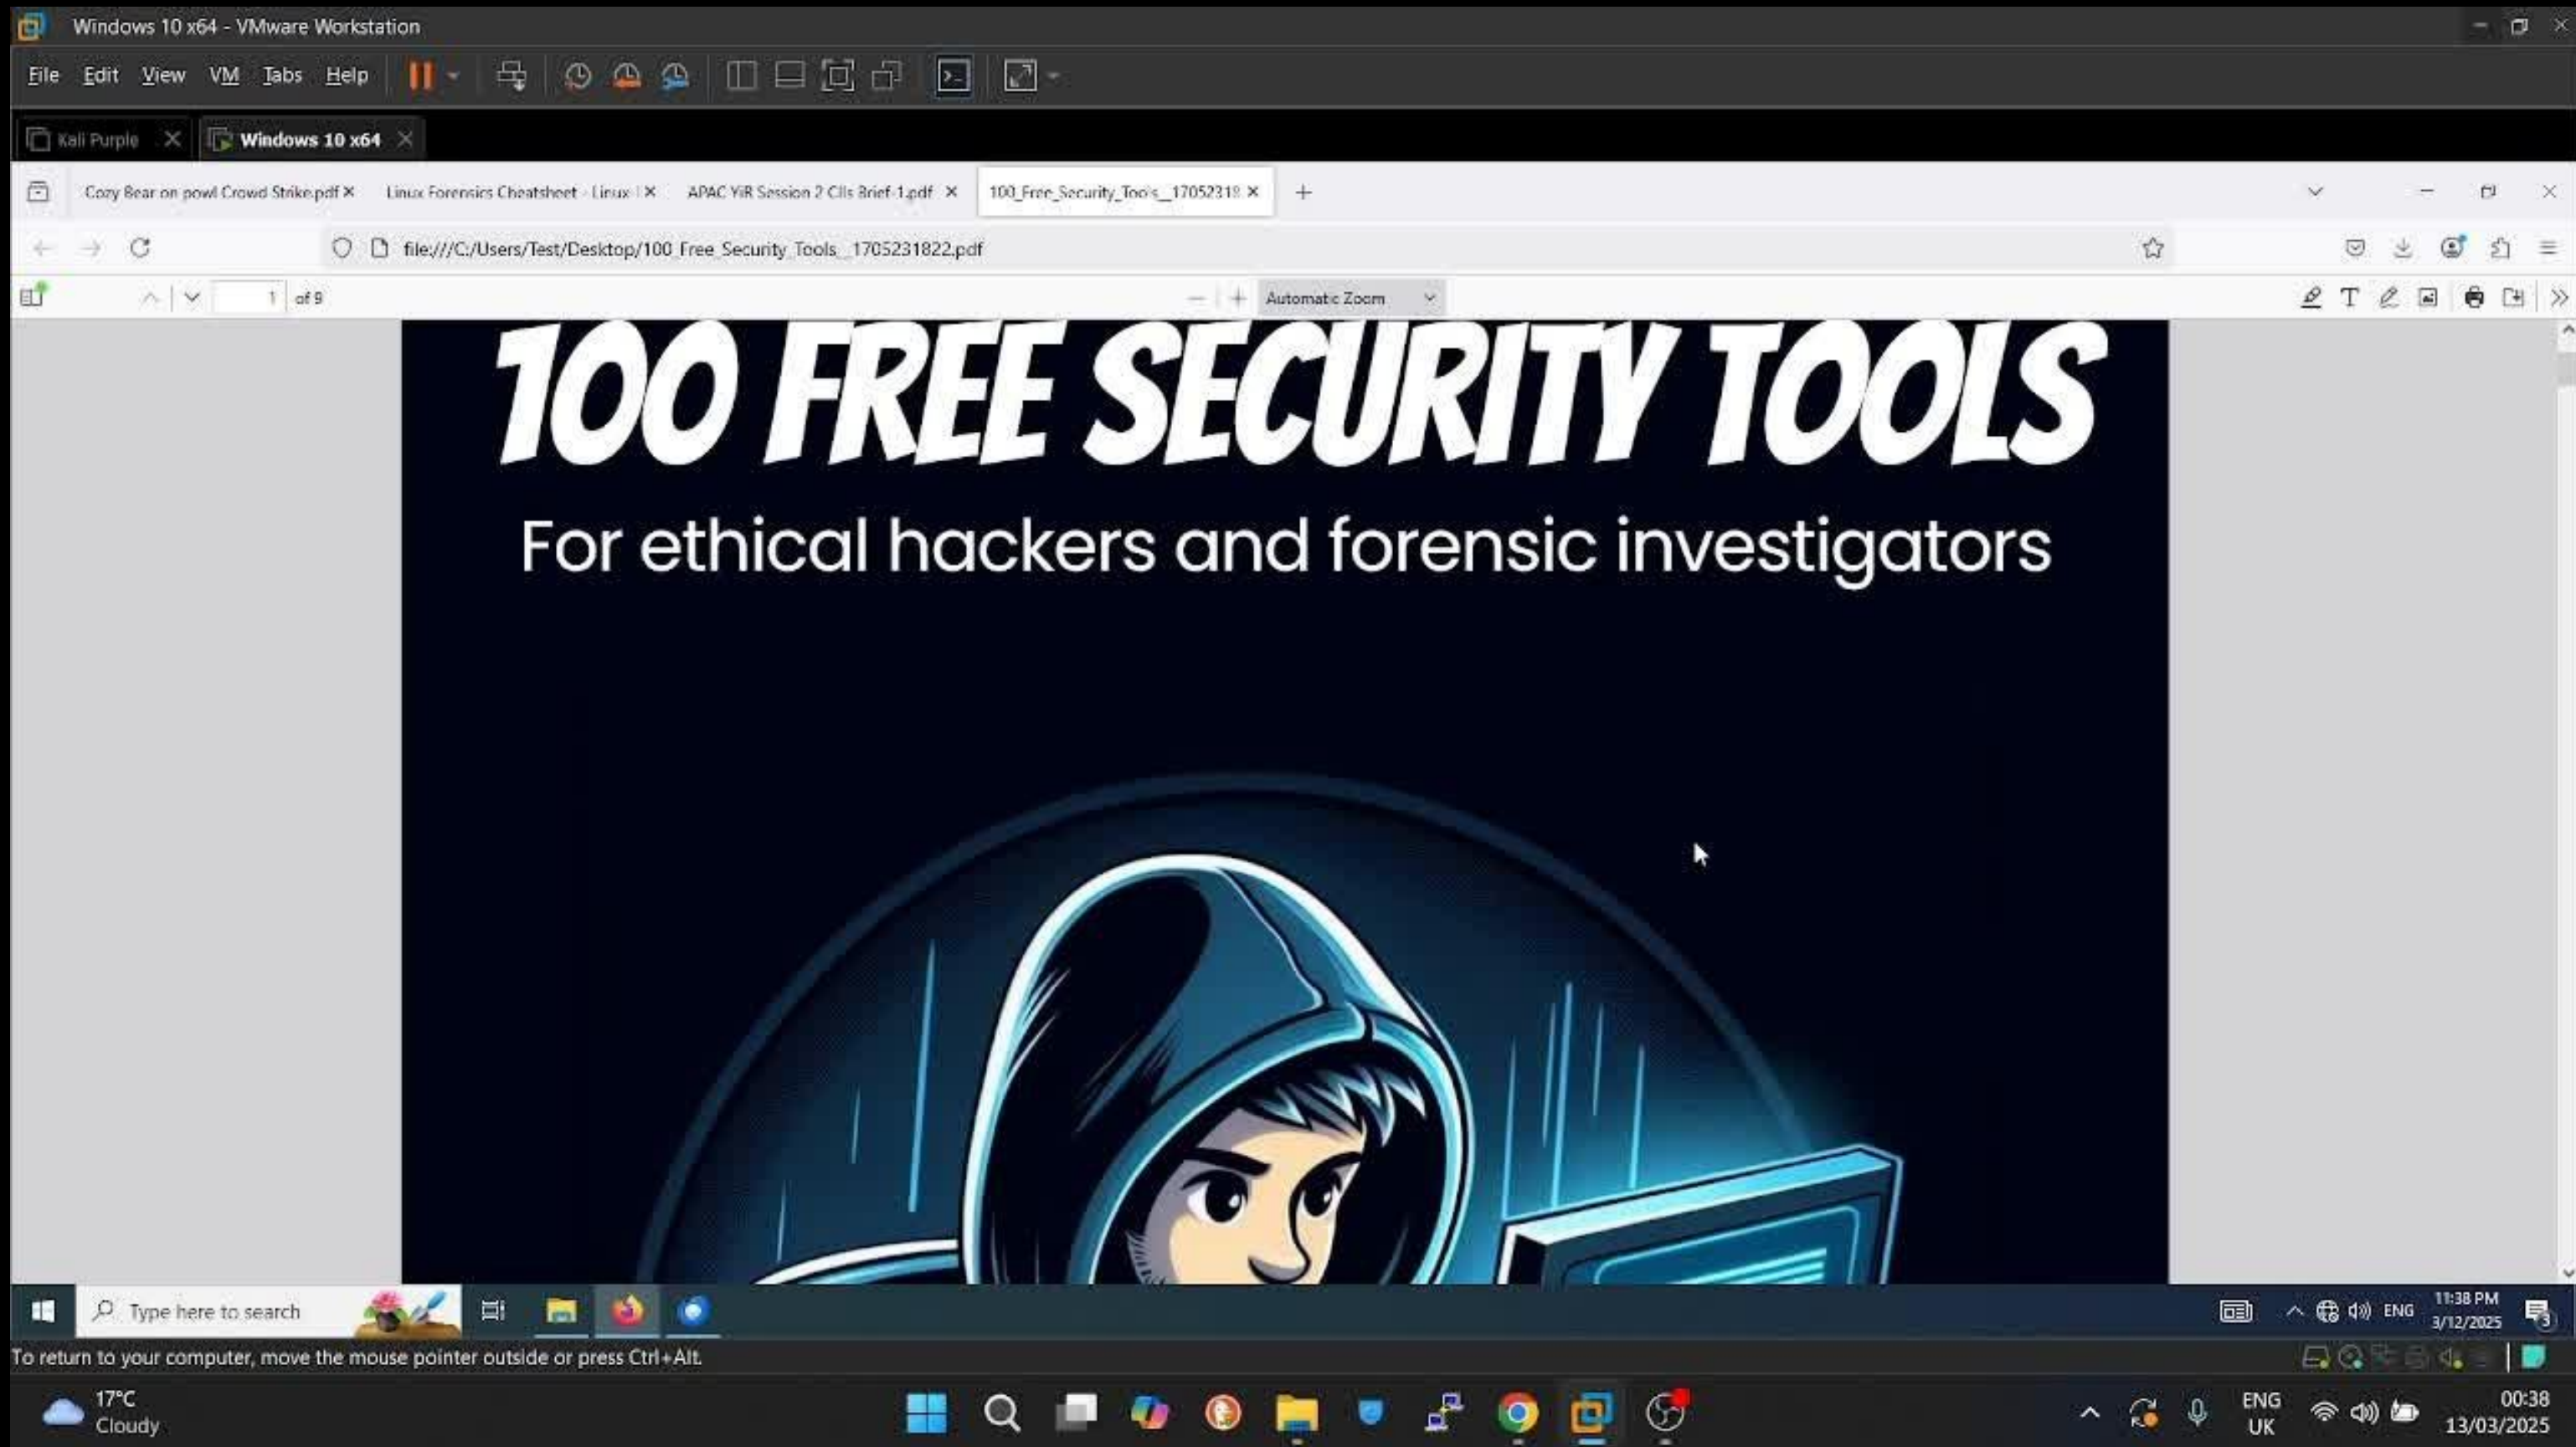 Windows 10 x64 - VMware Workstation
File Edit View VM Tabs Help
Kali Purple
Windows 10 x64
Cozy Bear on powl Crowd Strike.pdf
Linux Forensics Cheatsheet - Linux
APAC YiR Session 2 CIIs Brief-1.pdf
100_Free_Security_Tools__17052318
file:///C:/Users/Test/Desktop/100_Free_Security_Tools__1705231822.pdf
1 of 9
Automatic Zoom
100 FREE SECURITY TOOLS
For ethical hackers and forensic investigators
Type here to search
ENG
11:38 PM
3/12/2025
3
To return to your computer, move the mouse pointer outside or press Ctrl+Alt.
17°C
Cloudy
ENG
UK
00:38
13/03/2025